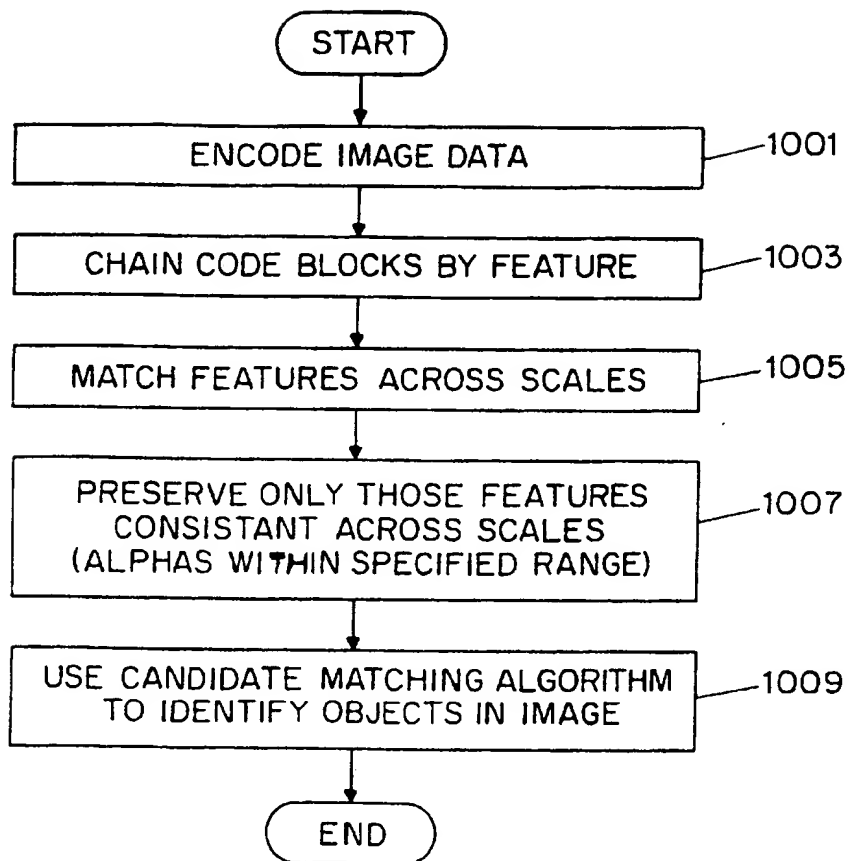 START
ENCODE IMAGE DATA
1001
CHAIN CODE BLOCKS BY FEATURE
1003
MATCH FEATURES ACROSS SCALES
1005
PRESERVE ONLY THOSE FEATURES
CONSISTANT ACROSS SCALES
(ALPHAS WITHIN SPECIFIED RANGE)
1007
USE CANDIDATE MATCHING ALGORITHM
TO IDENTIFY OBJECTS IN IMAGE
1009
END